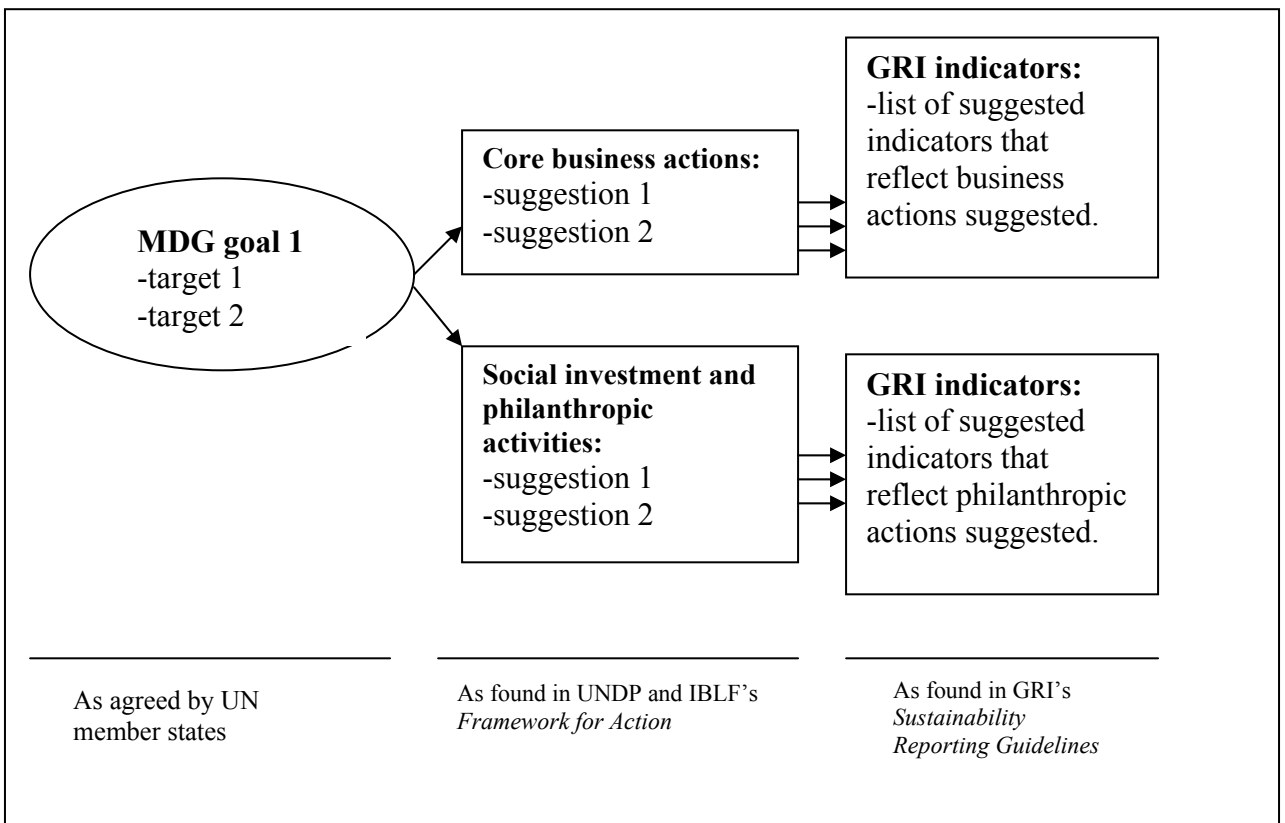 MDG goal 1
-target 1
-target 2
Core business actions:
-suggestion 1
-suggestion 2
GRI indicators:
-list of suggested
indicators that
reflect business
actions suggested.
Social investment and
philanthropic
activities:
-suggestion 1
-suggestion 2
GRI indicators:
-list of suggested
indicators that
reflect philanthropic
actions suggested.
As agreed by UN
member states
As found in UNDP and IBLF’s
Framework for Action
As found in GRI’s
Sustainability
Reporting Guidelines